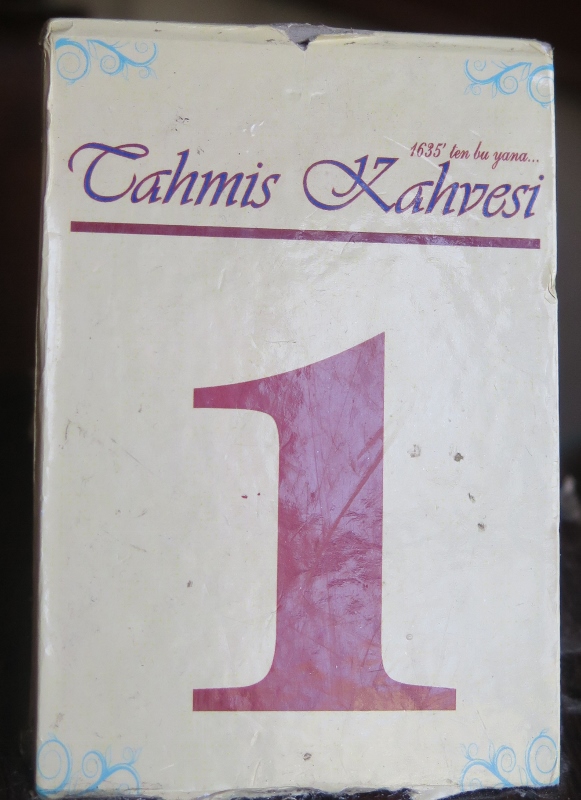 1635' ten bu yana...
Tahmis Kahvesi
1